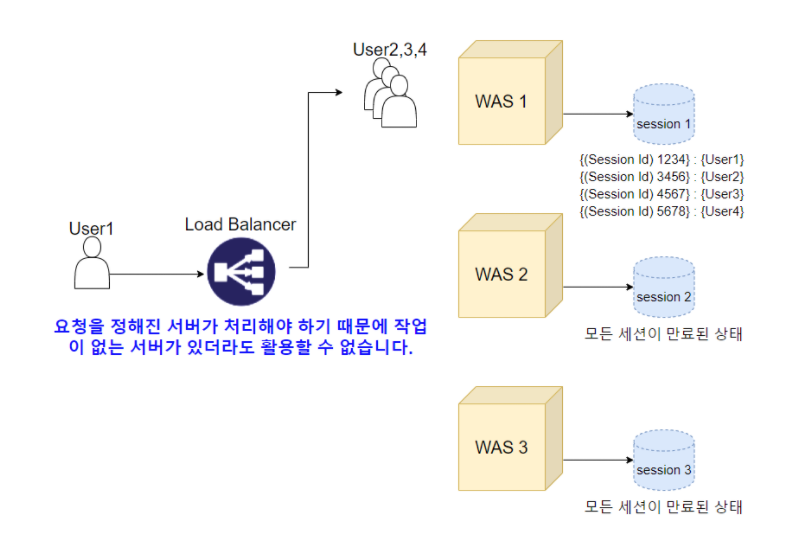 User2,3,4
WAS 1
session 1
{(Session Id) 1234} : {User1}
{(Session Id) 3456} : {User2}
{(Session Id) 4567} : {User3}
{(Session Id) 5678} : {User4}
User1
Load Balancer
요청을 정해진 서버가 처리해야 하기 때문에 작업
이 없는 서버가 있더라도 활용할 수 없습니다.
WAS 2
session 2
모든 세션이 만료된 상태
WAS 3
session 3
모든 세션이 만료된 상태